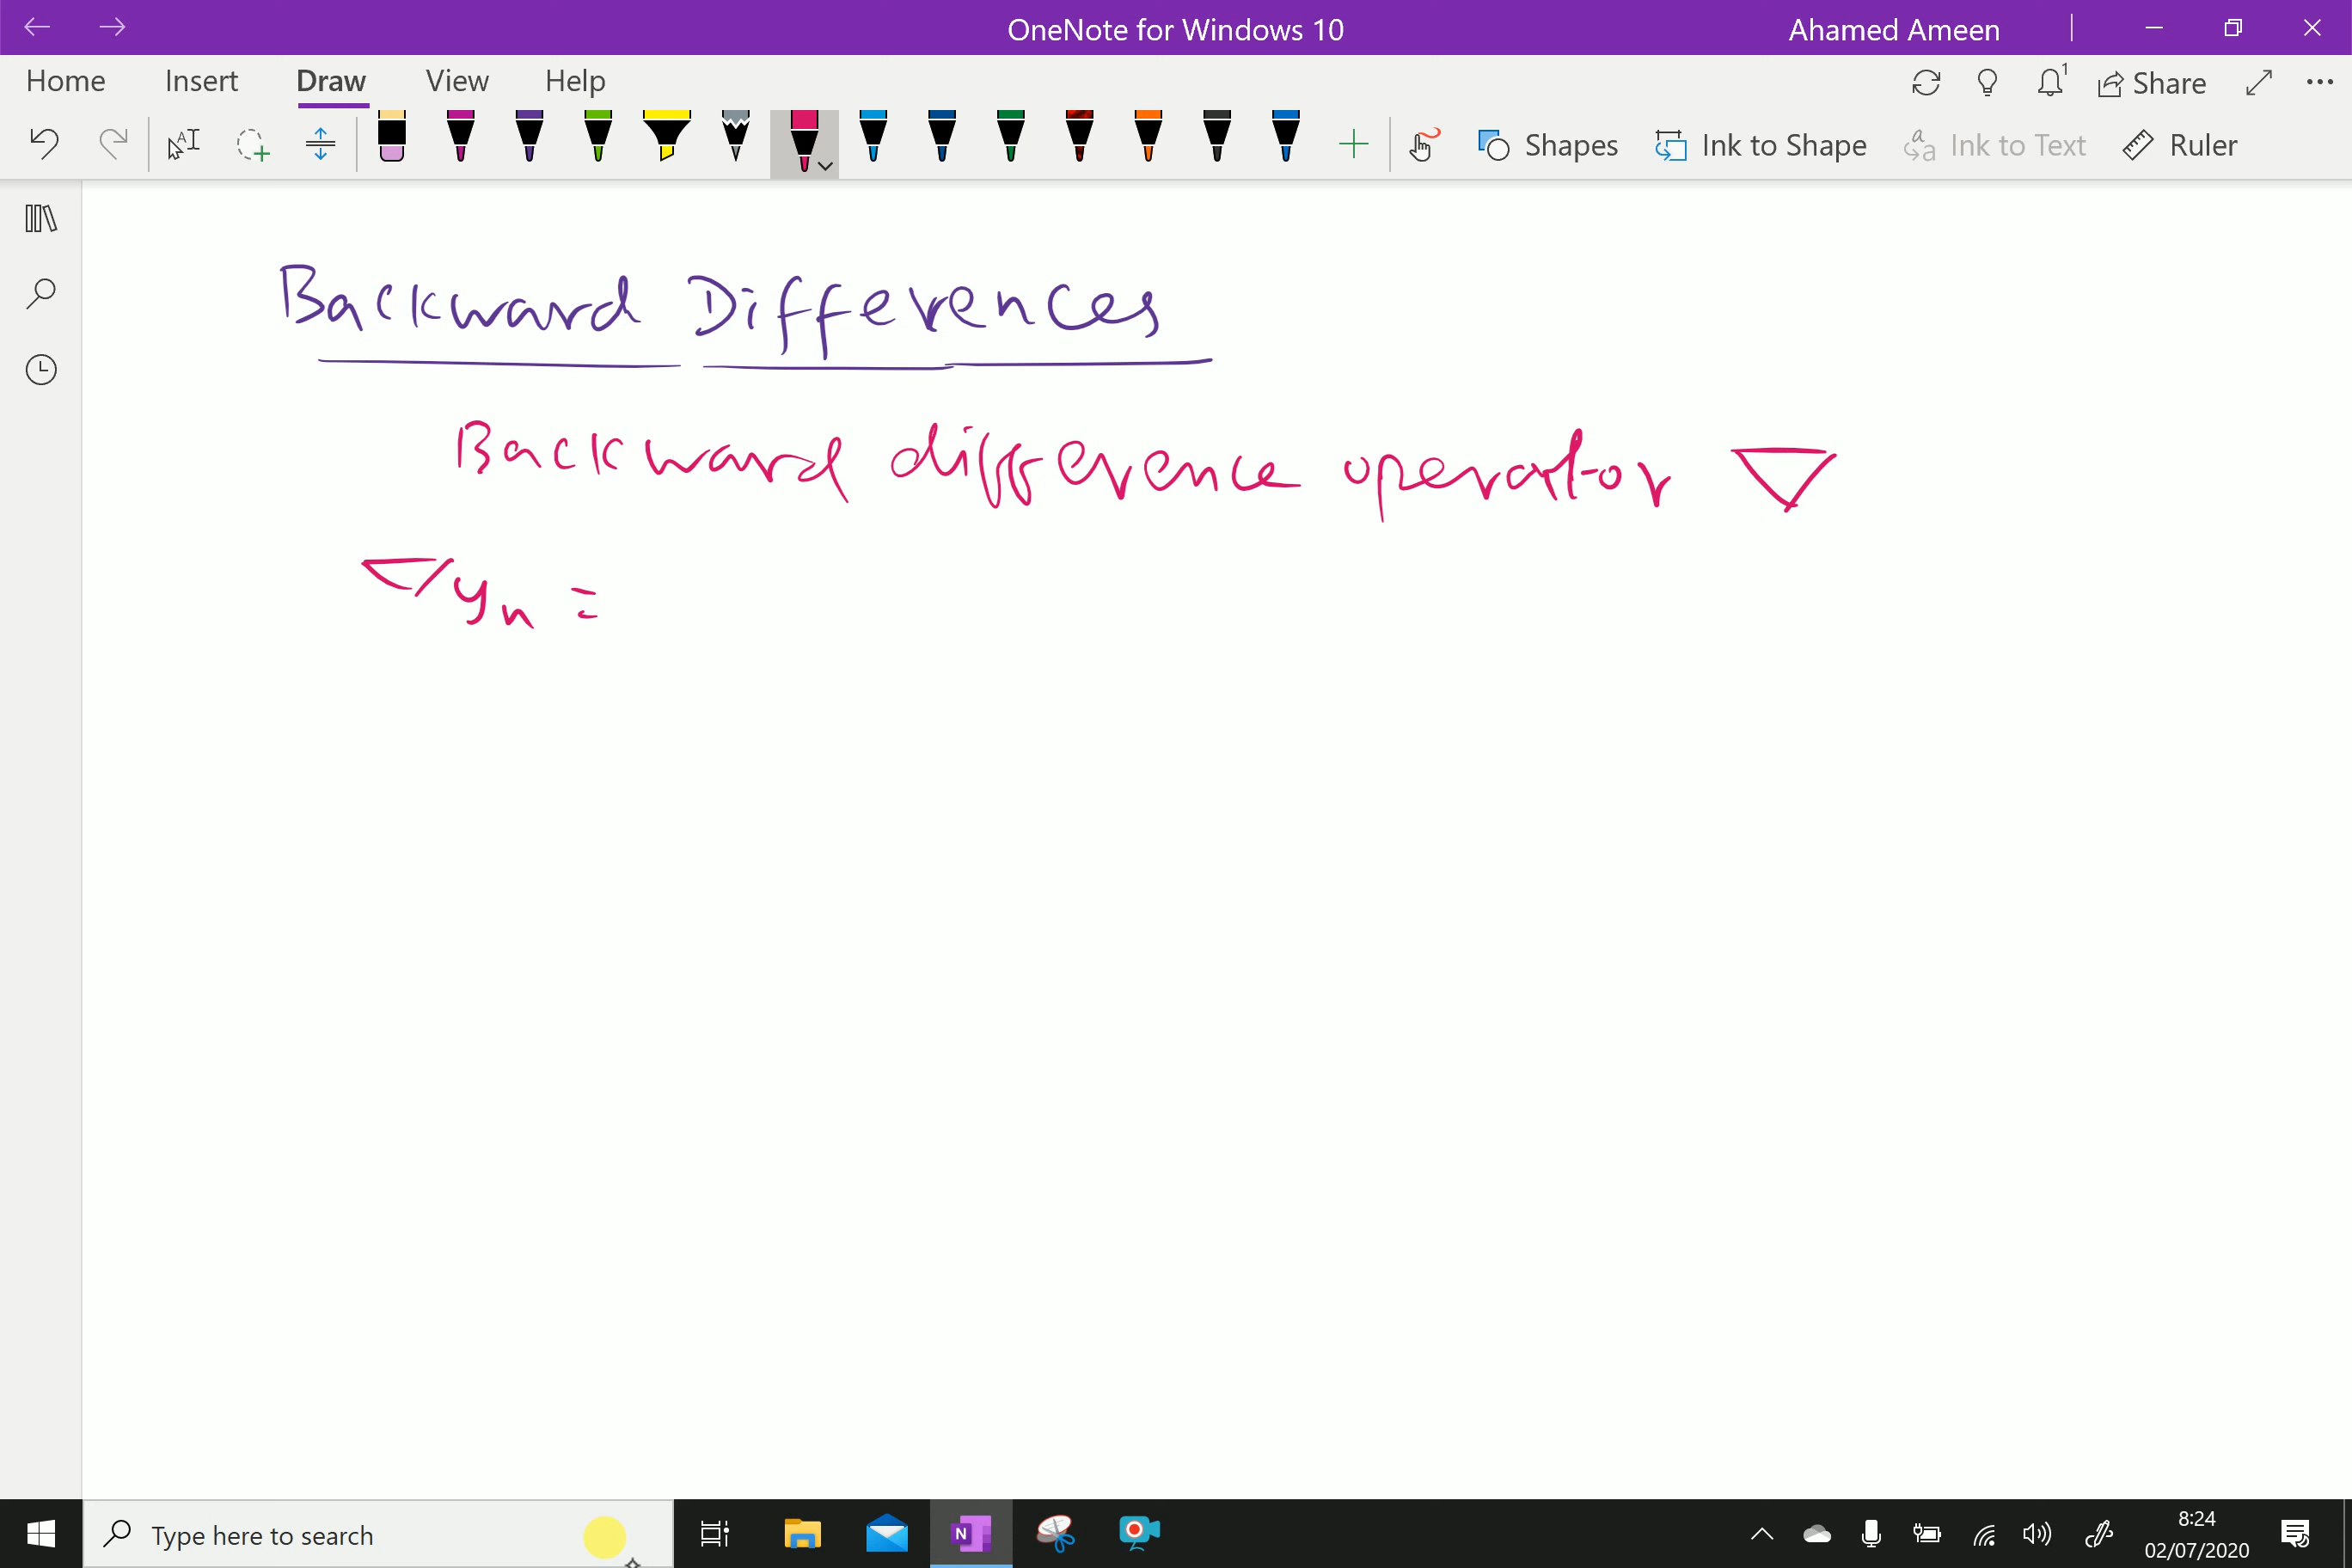 OneNote for Windows 10
Ahamed Ameen
Home Insert Draw View Help
1 Share
Shapes Ink to Shape Ink to Text Ruler
Backward Differences
Backward difference operator ∇
∇yₙ =
Type here to search
N
8:24
02/07/2020